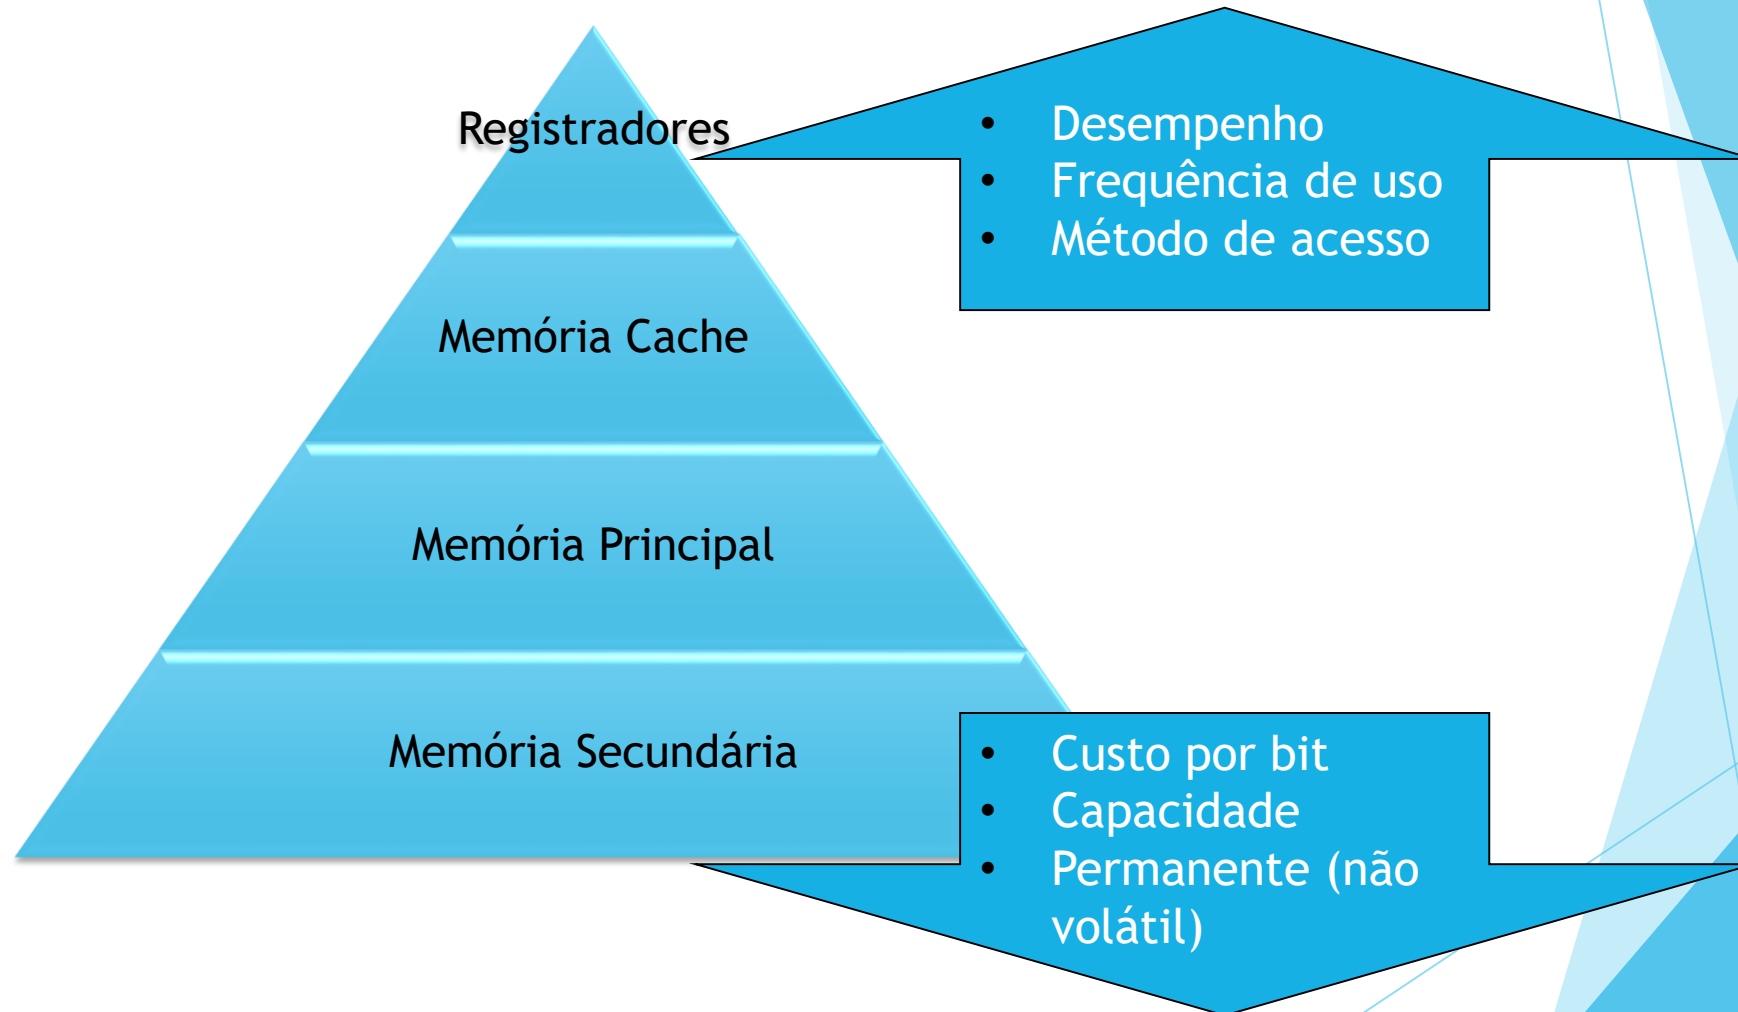 Registradores
• Desempenho
• Frequência de uso
• Método de acesso
Memória Cache
Memória Principal
Memória Secundária
• Custo por bit
• Capacidade
• Permanente (não
volátil)